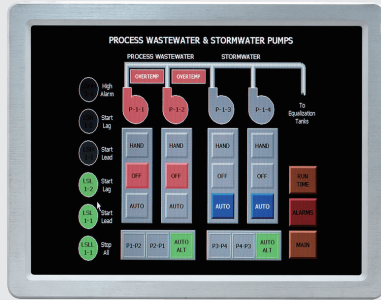 PROCESS WASTEWATER & STORMWATER PUMPS
PROCESS WASTEWATER
STORMWATER
OVERTEMP
OVERTEMP
High
Alarm
P-1-1
P-1-2
P-1-3
P-1-4
To
Equalization
Tanks
Start
Lag
Start
Lead
HAND
HAND
HAND
HAND
LSL
1-2
Start
Lag
OFF
OFF
OFF
OFF
RUN
TIME
LSL
1-1
Start
Lead
AUTO
AUTO
AUTO
AUTO
ALARMS
LSLL
1-1
Stop
All
P1-P2
P2-P1
AUTO
ALT
P3-P4
P4-P3
AUTO
ALT
MAIN